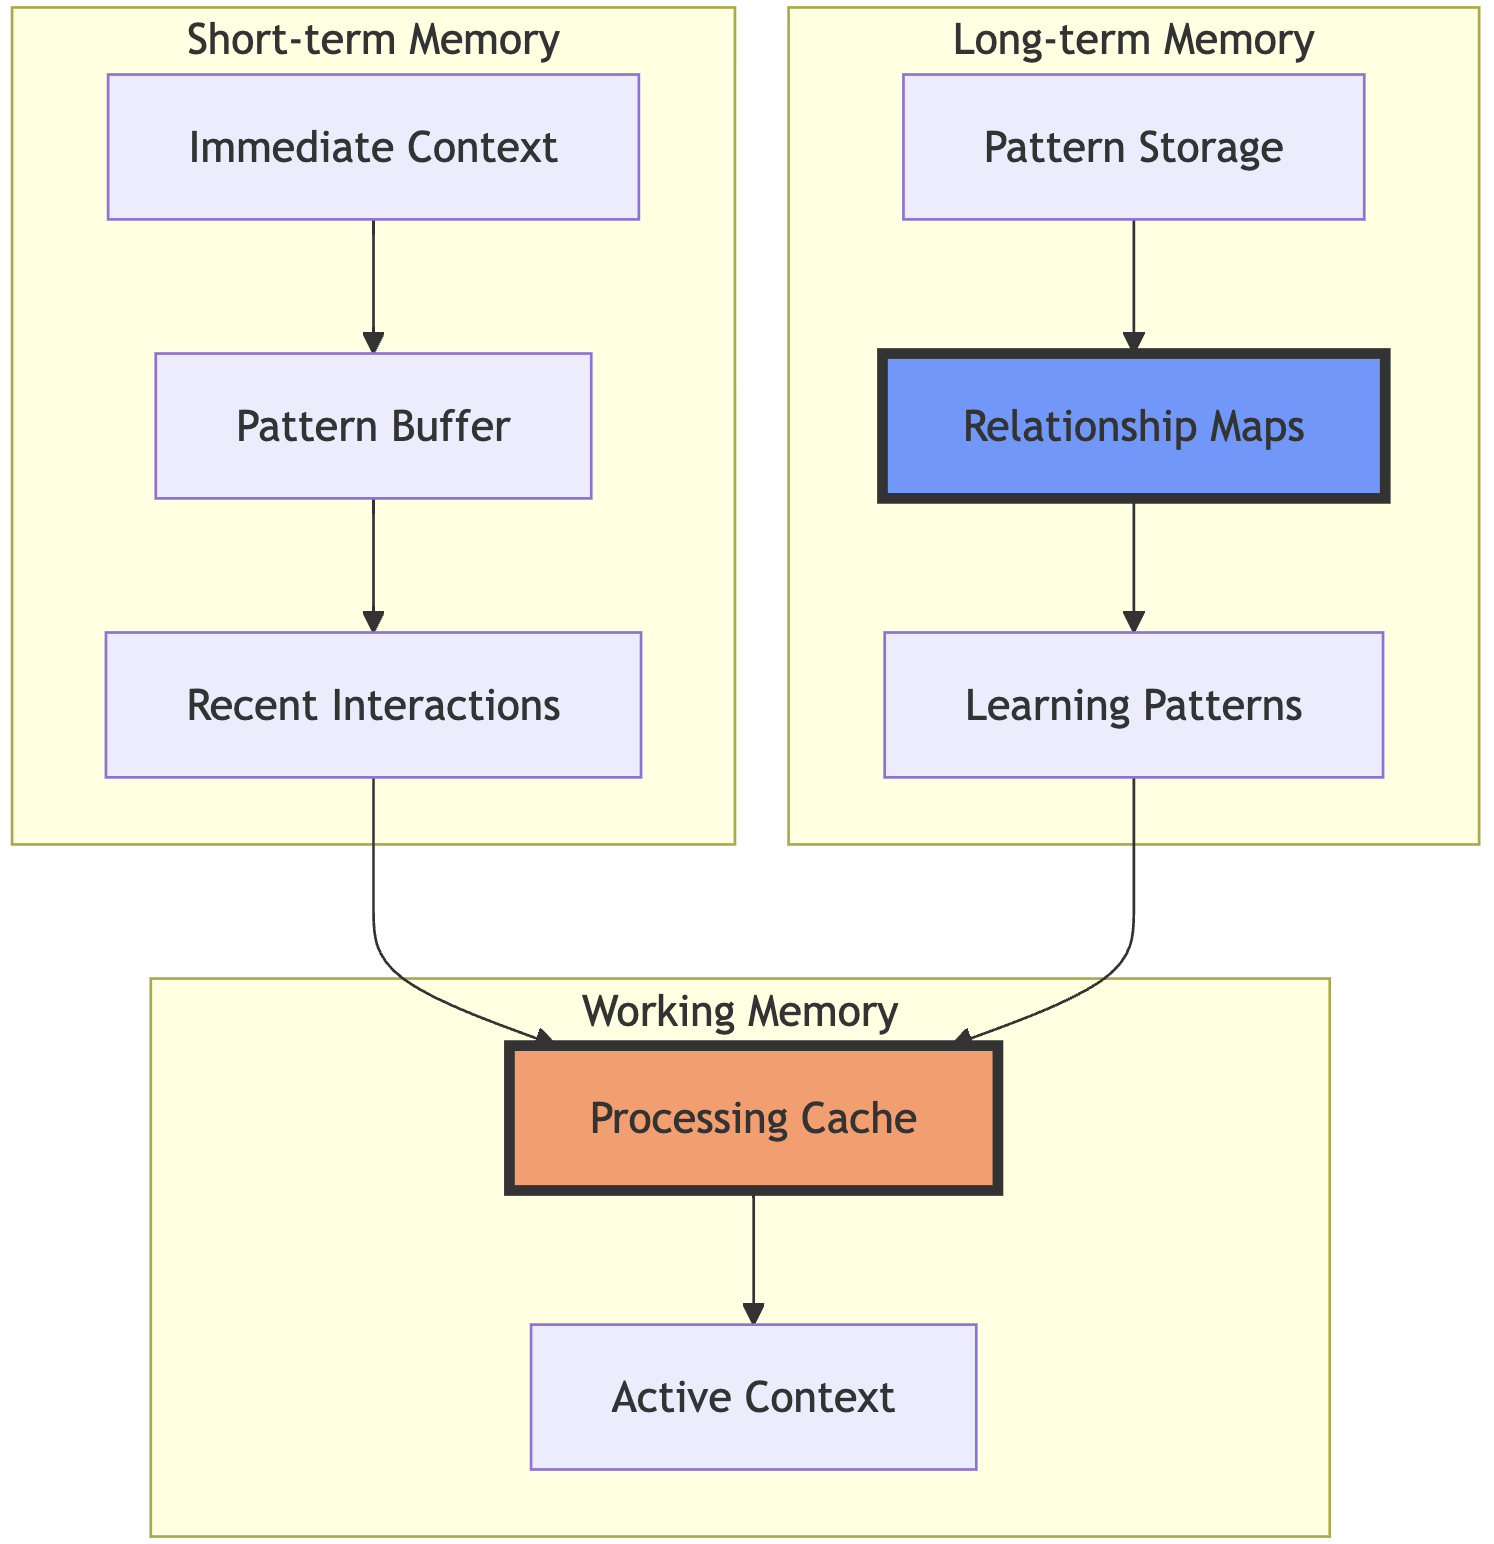 Short-term Memory
Immediate Context
Pattern Buffer
Recent Interactions
Long-term Memory
Pattern Storage
Relationship Maps
Learning Patterns
Working Memory
Processing Cache
Active Context